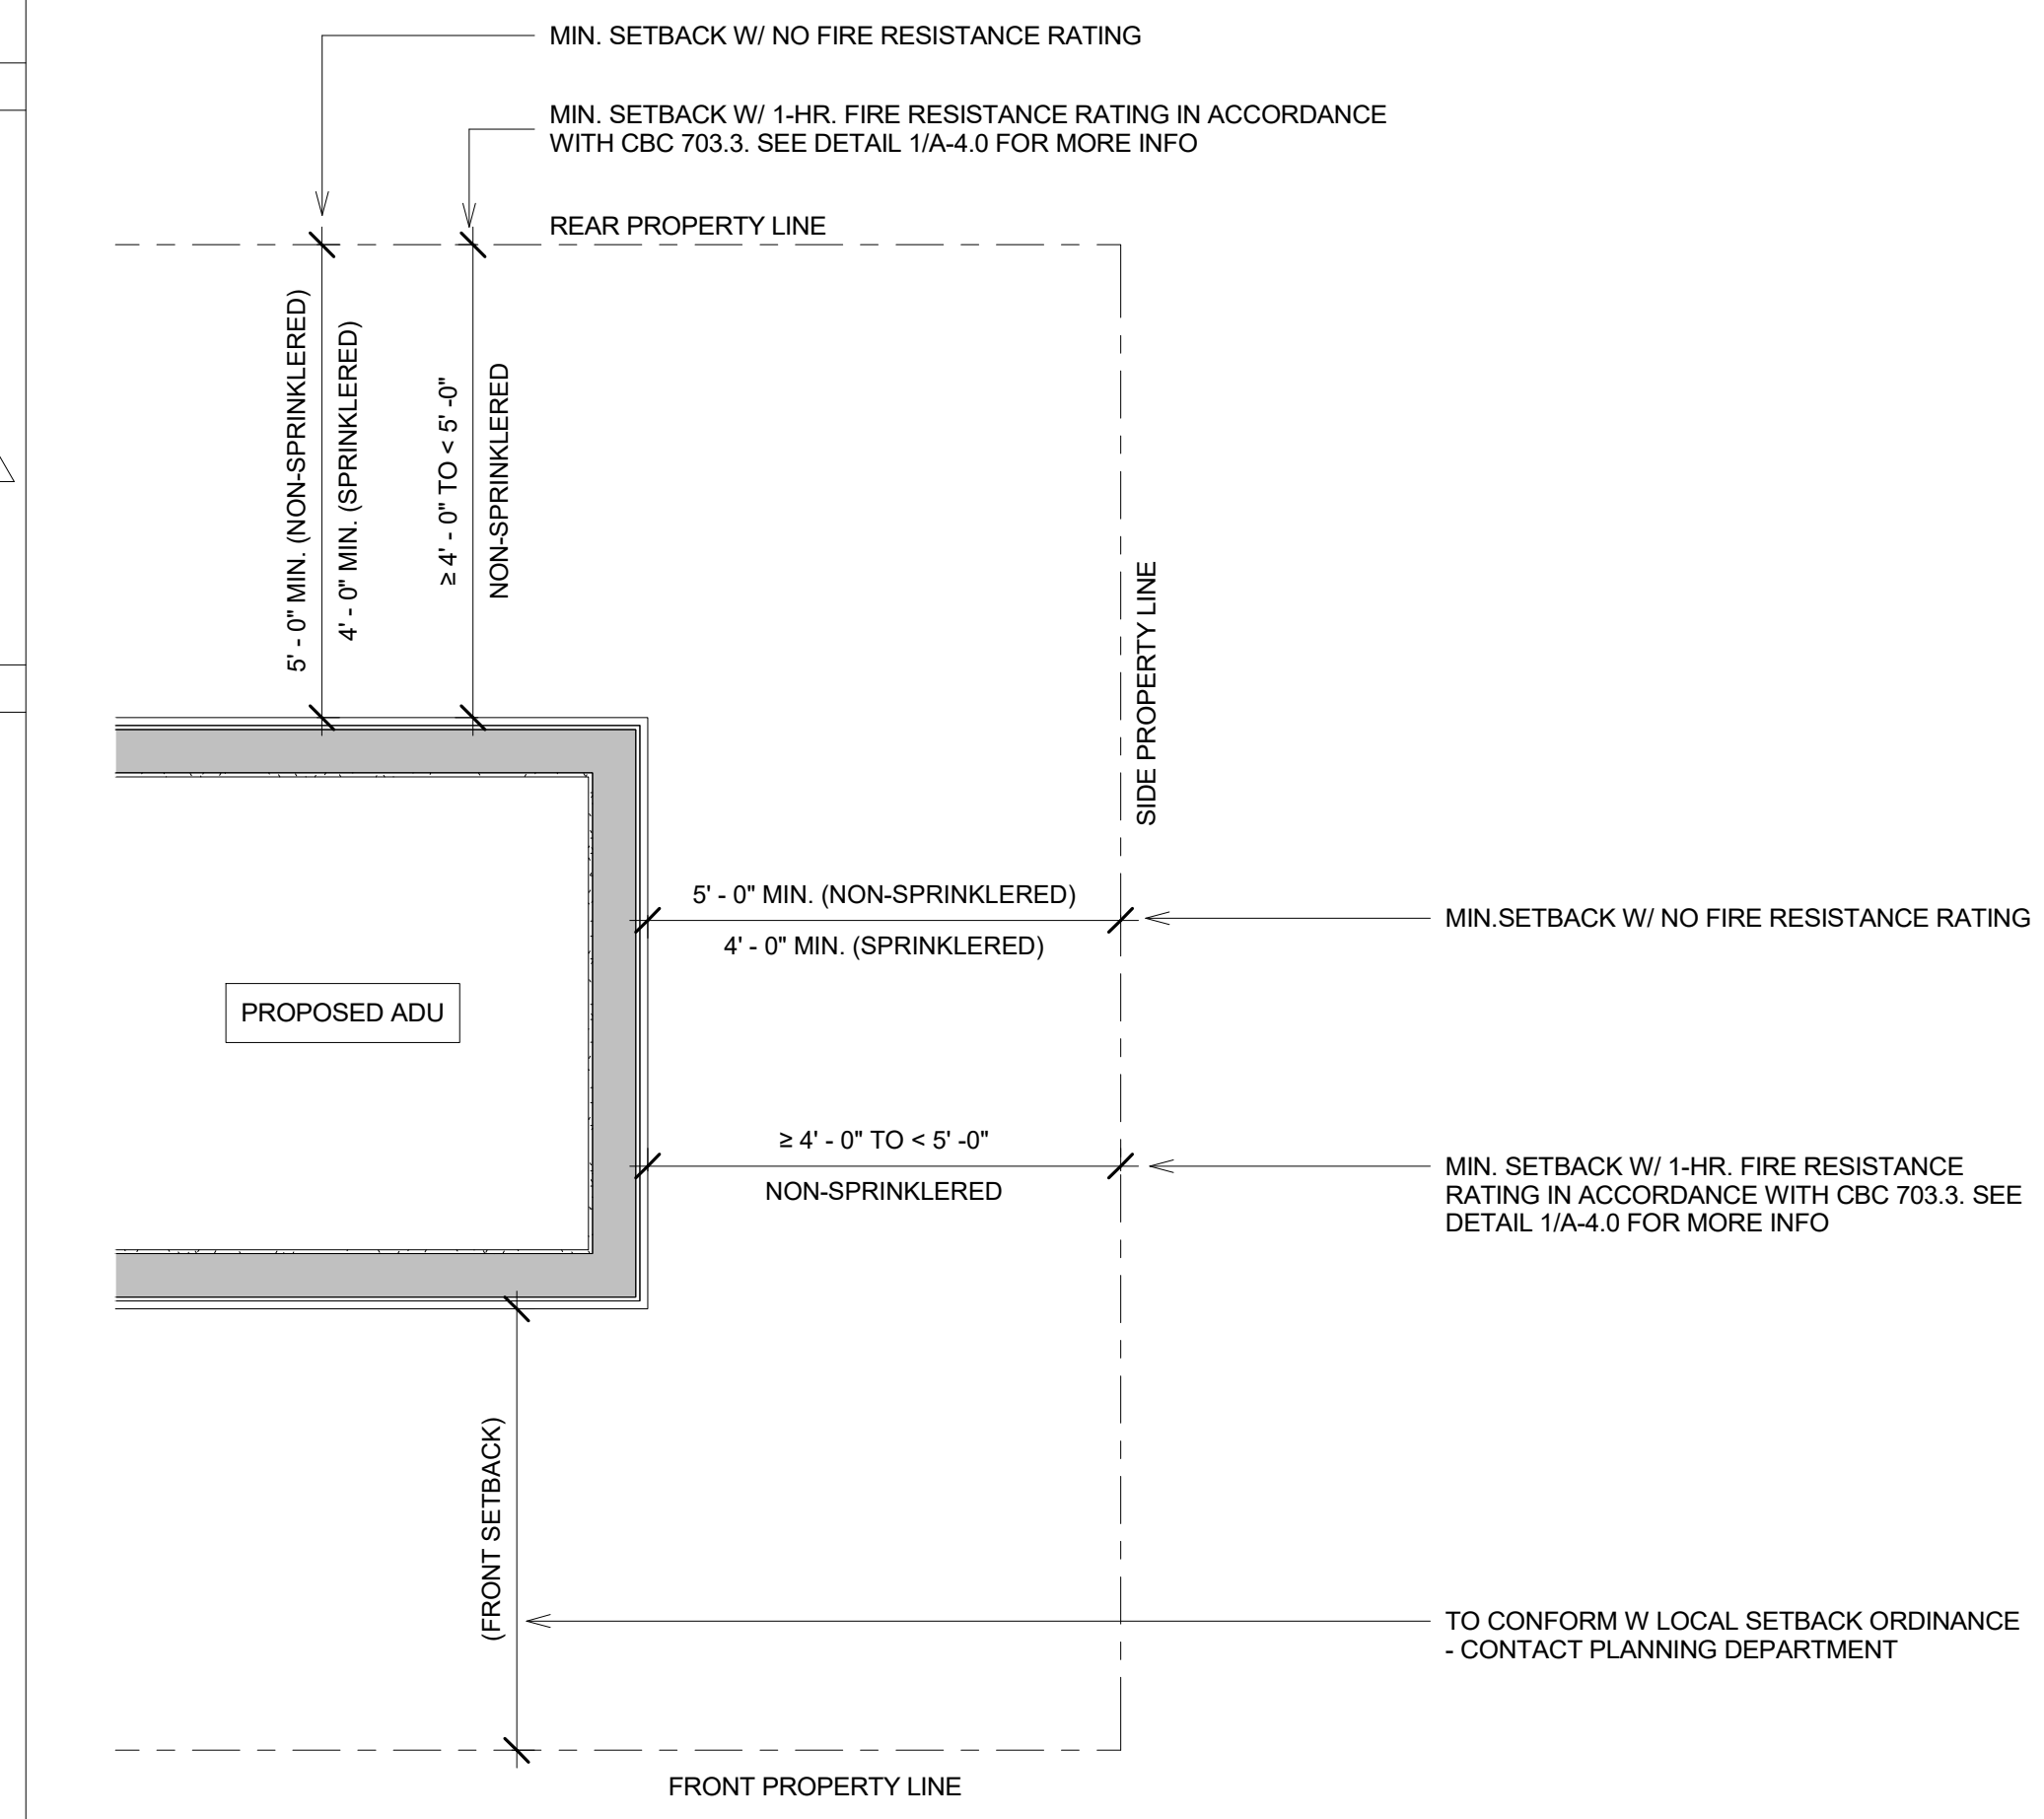 MIN. SETBACK W/ NO FIRE RESISTANCE RATING
MIN. SETBACK W/ 1-HR. FIRE RESISTANCE RATING IN ACCORDANCE
WITH CBC 703.3. SEE DETAIL 1/A-4.0 FOR MORE INFO
REAR PROPERTY LINE
5' - 0" MIN. (NON-SPRINKLERED)
4' - 0" MIN. (SPRINKLERED)
≥ 4' - 0" TO < 5' -0"
NON-SPRINKLERED
SIDE PROPERTY LINE
5' - 0" MIN. (NON-SPRINKLERED)
4' - 0" MIN. (SPRINKLERED)
MIN.SETBACK W/ NO FIRE RESISTANCE RATING
PROPOSED ADU
≥ 4' - 0" TO < 5' -0"
NON-SPRINKLERED
MIN. SETBACK W/ 1-HR. FIRE RESISTANCE
RATING IN ACCORDANCE WITH CBC 703.3. SEE
DETAIL 1/A-4.0 FOR MORE INFO
(FRONT SETBACK)
TO CONFORM W LOCAL SETBACK ORDINANCE
- CONTACT PLANNING DEPARTMENT
FRONT PROPERTY LINE